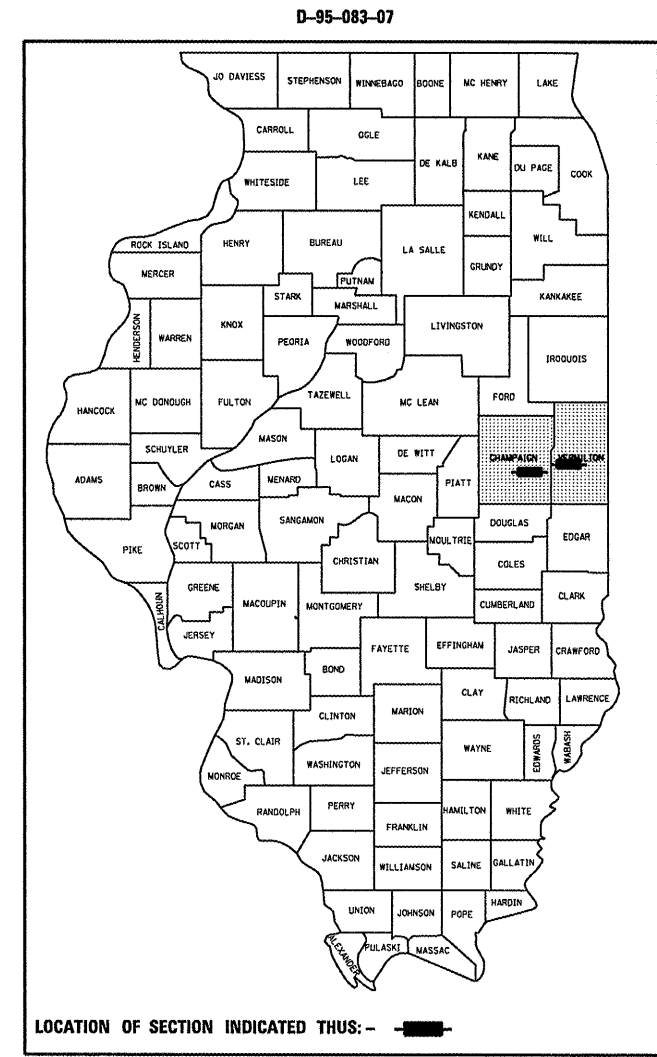 D-95-083-07
JO DAVIESS STEPHENSON WINNEBAGO BOONE MC HENRY LAKE
CARROLL OGLE DE KALB KANE DU PAGE COOK
WHITESIDE LEE
KENDALL WILL
ROCK ISLAND HENRY BUREAU LA SALLE
MERCER PUTNAM GRUNDY
STARK MARSHALL KANKAKEE
HENDERSON WARREN KNOX PEORIA WOODFORD LIVINGSTON IROQUOIS
HANCOCK MC DONOUGH FULTON TAZEWELL MC LEAN FORD
SCHUYLER MASON LOGAN DE WITT CHAMPAIGN VERMILION
ADAMS BROWN CASS MENARD MACON PIATT
MORGAN SANGAMON DOUGLAS
PIKE SCOTT CHRISTIAN MOULTRIE COLES EDGAR
CALHOUN GREENE MACOUPIN MONTGOMERY SHELBY CUMBERLAND CLARK
JERSEY FAYETTE EFFINGHAM JASPER CRAWFORD
MADISON BOND CLAY RICHLAND LAWRENCE
CLINTON MARION
ST. CLAIR WASHINGTON JEFFERSON WAYNE EDWARDS WABASH
MONROE
RANDOLPH PERRY FRANKLIN HAMILTON WHITE
JACKSON WILLIAMSON SALINE GALLATIN
UNION JOHNSON POPE HARDIN
ALEXANDER PULASKI MASSAC
LOCATION OF SECTION INDICATED THUS: -